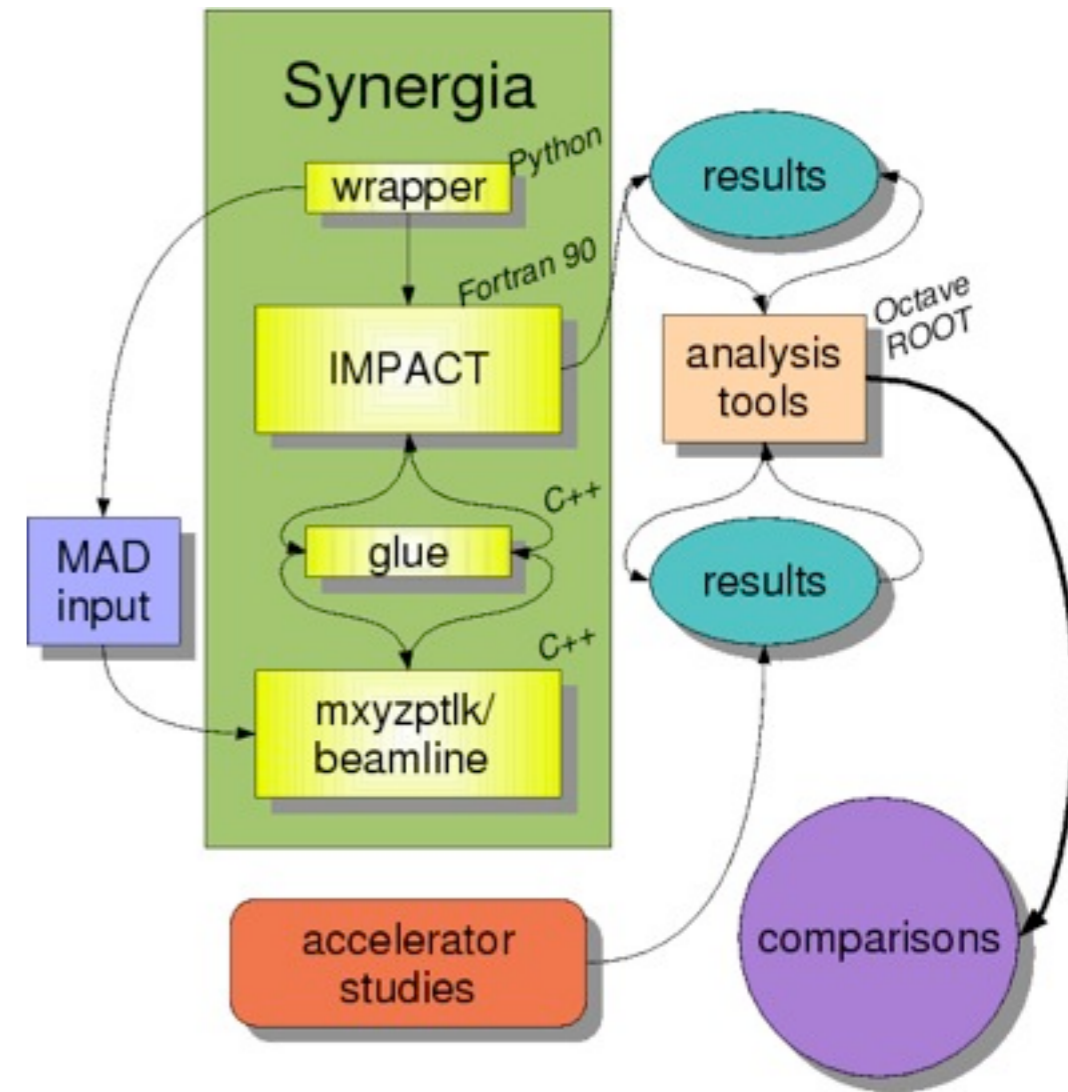 Synergia
Python
wrapper
results
Fortran 90
IMPACT
Octave
ROOT
analysis
tools
C++
glue
MAD
input
results
C++
mxyzptlk/
beamline
accelerator
studies
comparisons